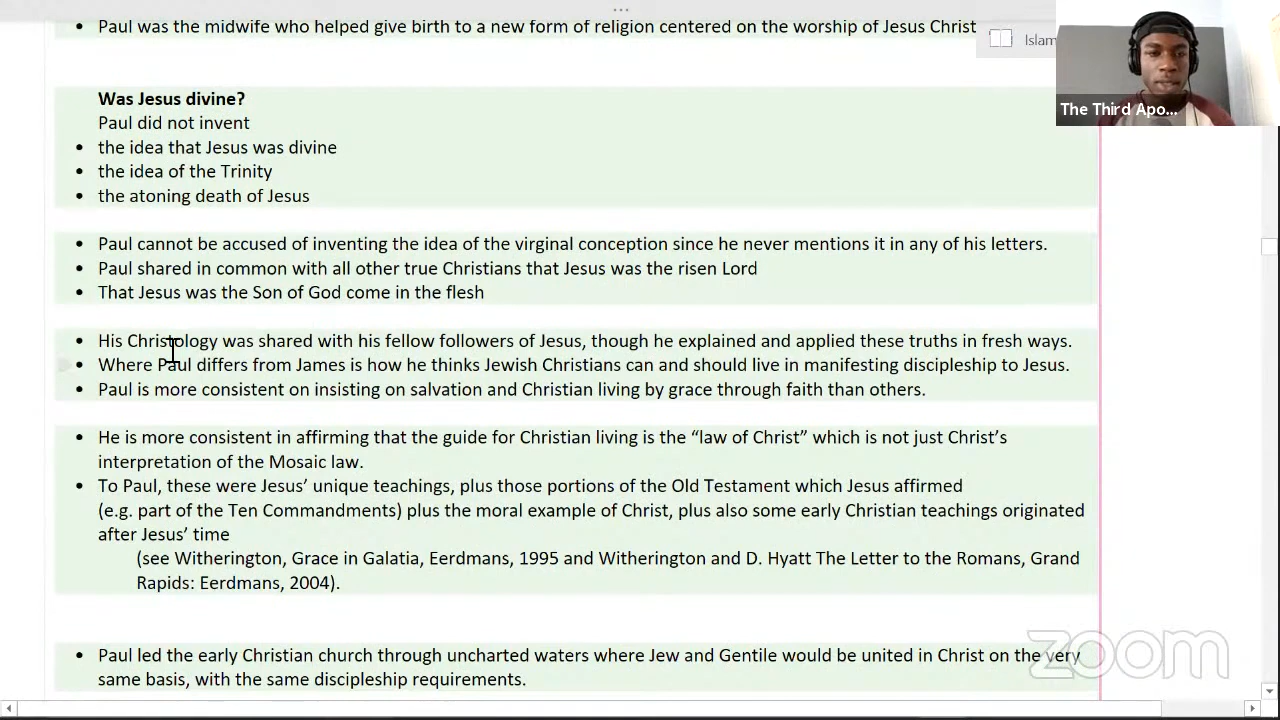 • Paul was the midwife who helped give birth to a new form of religion centered on the worship of Jesus Christ
Islam
The Third Apo...
Was Jesus divine?
Paul did not invent
• the idea that Jesus was divine
• the idea of the Trinity
• the atoning death of Jesus
• Paul cannot be accused of inventing the idea of the virginal conception since he never mentions it in any of his letters.
• Paul shared in common with all other true Christians that Jesus was the risen Lord
• That Jesus was the Son of God come in the flesh
• His Christology was shared with his fellow followers of Jesus, though he explained and applied these truths in fresh ways.
• Where Paul differs from James is how he thinks Jewish Christians can and should live in manifesting discipleship to Jesus.
• Paul is more consistent on insisting on salvation and Christian living by grace through faith than others.
• He is more consistent in affirming that the guide for Christian living is the “law of Christ” which is not just Christ’s
interpretation of the Mosaic law.
• To Paul, these were Jesus’ unique teachings, plus those portions of the Old Testament which Jesus affirmed
(e.g. part of the Ten Commandments) plus the moral example of Christ, plus also some early Christian teachings originated
after Jesus’ time
(see Witherington, Grace in Galatia, Eerdmans, 1995 and Witherington and D. Hyatt The Letter to the Romans, Grand
Rapids: Eerdmans, 2004).
• Paul led the early Christian church through uncharted waters where Jew and Gentile would be united in Christ on the very
same basis, with the same discipleship requirements.
zoom